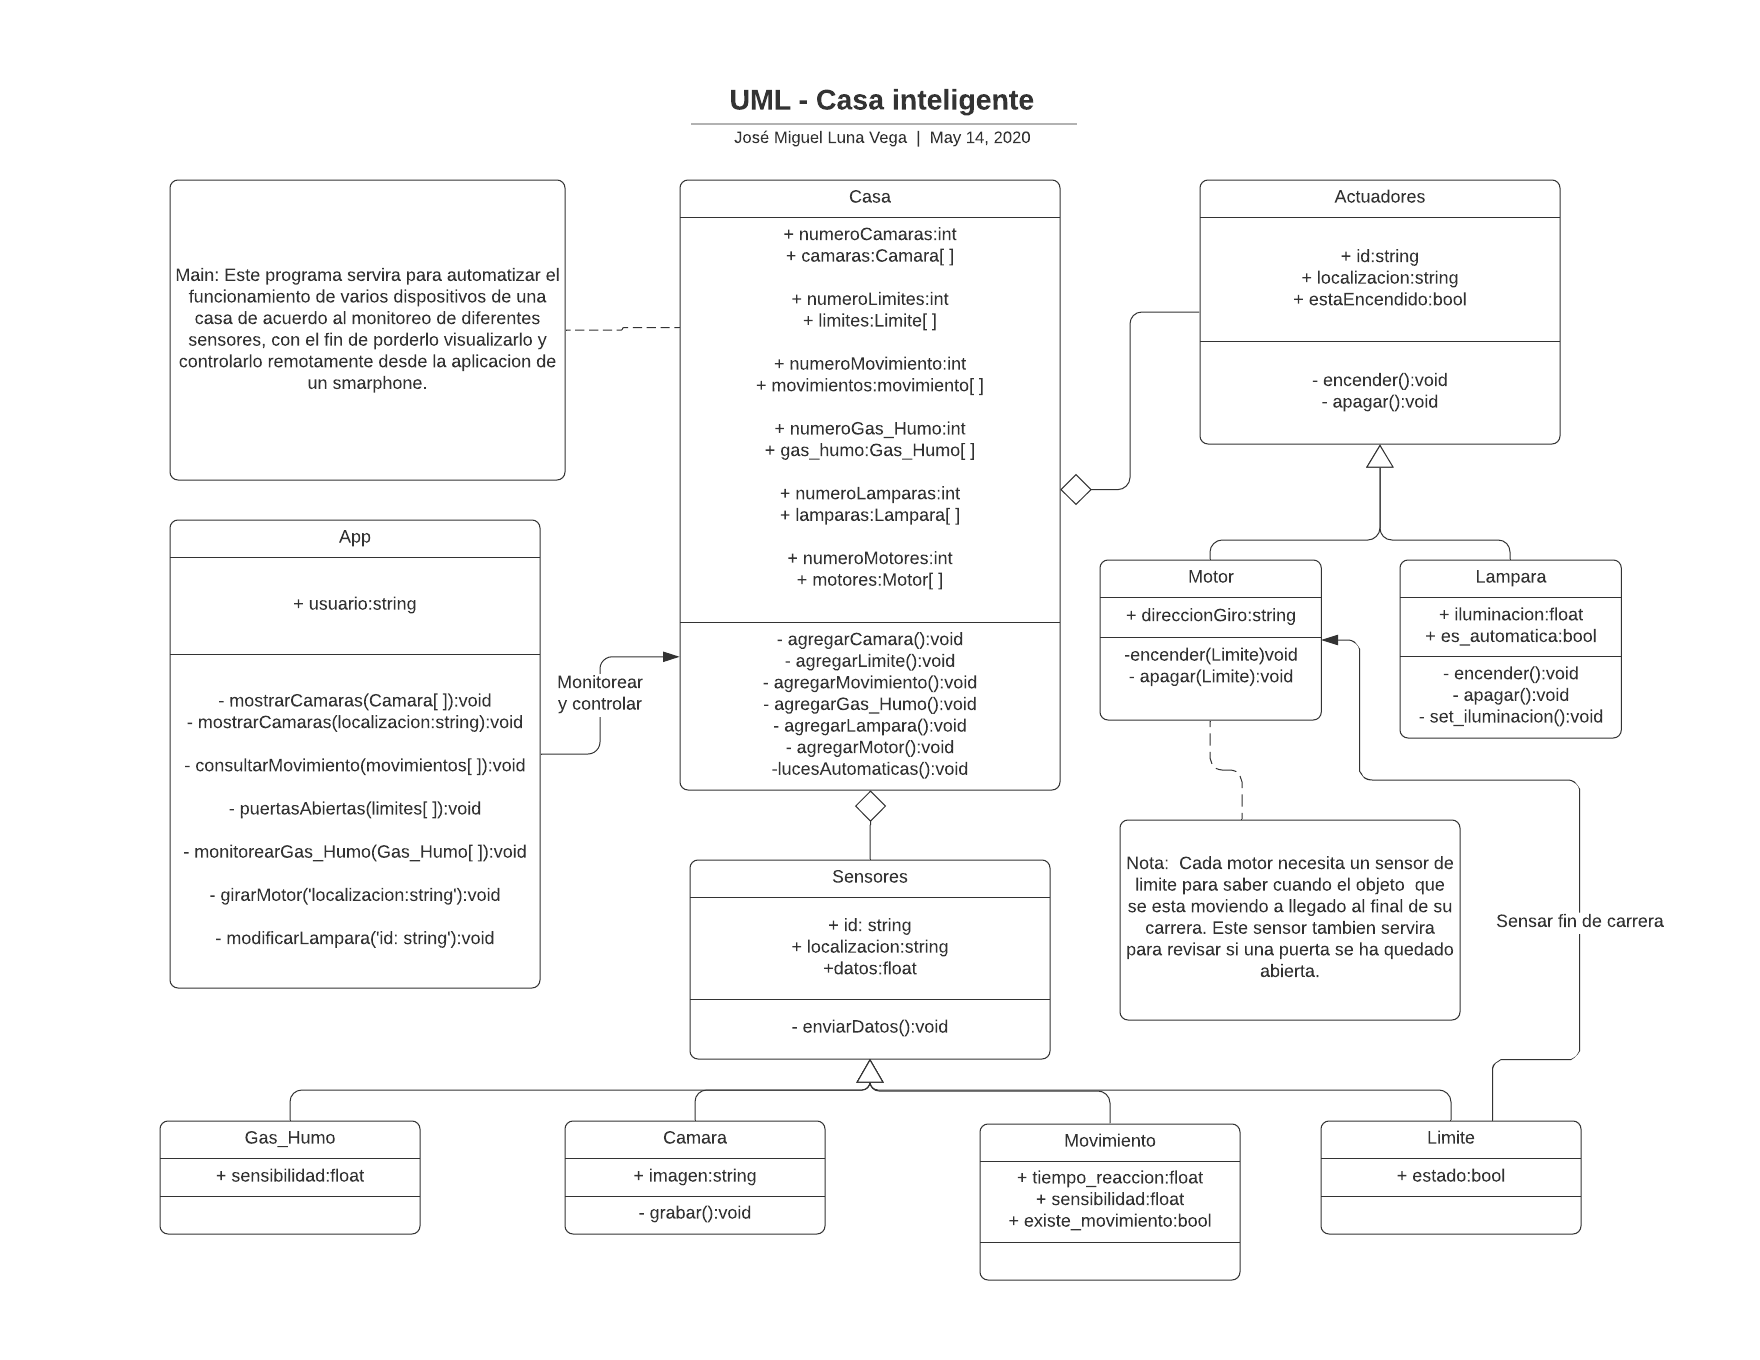 UML - Casa inteligente
José Miguel Luna Vega | May 14, 2020
Main: Este programa servira para automatizar el
funcionamiento de varios dispositivos de una
casa de acuerdo al monitoreo de diferentes
sensores, con el fin de porderlo visualizarlo y
controlarlo remotamente desde la aplicacion de
un smarphone.
Casa
+ numeroCamaras:int
+ camaras:Camara[ ]
+ numeroLimites:int
+ limites:Limite[ ]
+ numeroMovimiento:int
+ movimientos:movimiento[ ]
+ numeroGas_Humo:int
+ gas_humo:Gas_Humo[ ]
+ numeroLamparas:int
+ lamparas:Lampara[ ]
+ numeroMotores:int
+ motores:Motor[ ]
- agregarCamara():void
- agregarLimite():void
- agregarMovimiento():void
- agregarGas_Humo():void
- agregarLampara():void
- agregarMotor():void
-lucesAutomaticas():void
Actuadores
+ id:string
+ localizacion:string
+ estaEncendido:bool
- encender():void
- apagar():void
App
+ usuario:string
- mostrarCamaras(Camara[ ]):void
- mostrarCamaras(localizacion:string):void
- consultarMovimiento(movimientos[ ]):void
- puertasAbiertas(limites[ ]):void
- monitorearGas_Humo(Gas_Humo[ ]):void
- girarMotor('localizacion:string'):void
- modificarLampara('id: string'):void
Monitorear
y controlar
Motor
+ direccionGiro:string
-encender(Limite)void
- apagar(Limite):void
Lampara
+ iluminacion:float
+ es_automatica:bool
- encender():void
- apagar():void
- set_iluminacion():void
Nota:  Cada motor necesita un sensor de
limite para saber cuando el objeto  que
se esta moviendo a llegado al final de su
carrera. Este sensor tambien servira
para revisar si una puerta se ha quedado
abierta.
Sensar fin de carrera
Sensores
+ id: string
+ localizacion:string
+datos:float
- enviarDatos():void
Gas_Humo
+ sensibilidad:float
Camara
+ imagen:string
- grabar():void
Movimiento
+ tiempo_reaccion:float
+ sensibilidad:float
+ existe_movimiento:bool
Limite
+ estado:bool